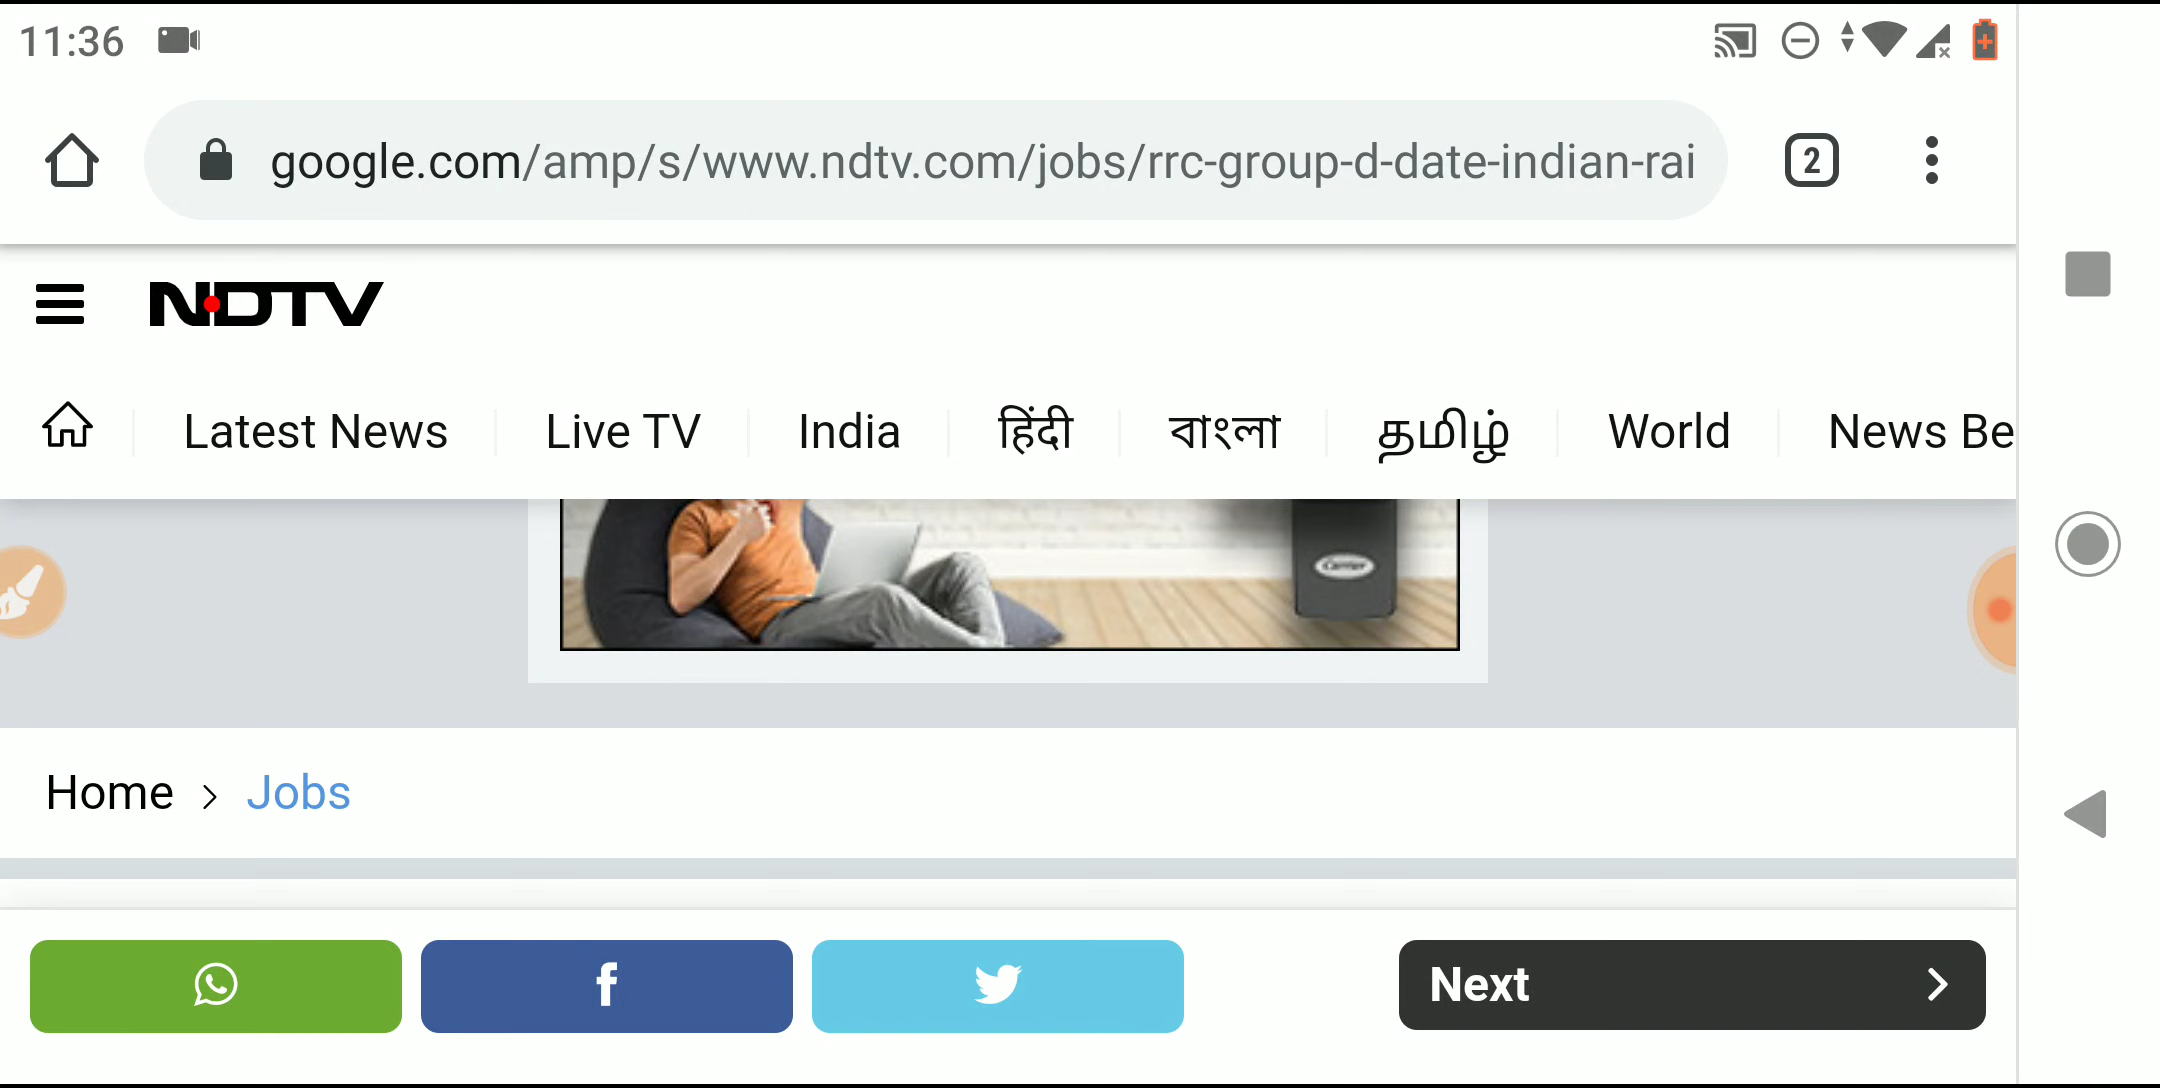 11:36
google.com/amp/s/www.ndtv.com/jobs/rrc-group-d-date-indian-rai
2
NDTV
Latest News Live TV India हिंदी বাংলা தமிழ் World News Be
Carrier
Home > Jobs
Next >